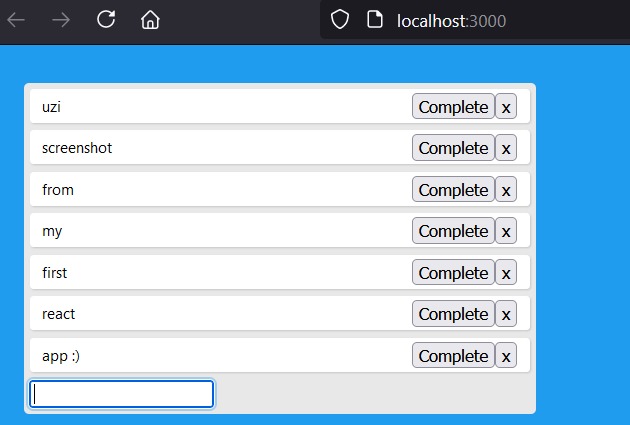 localhost:3000
uzi Complete x
screenshot Complete x
from Complete x
my Complete x
first Complete x
react Complete x
app :) Complete x